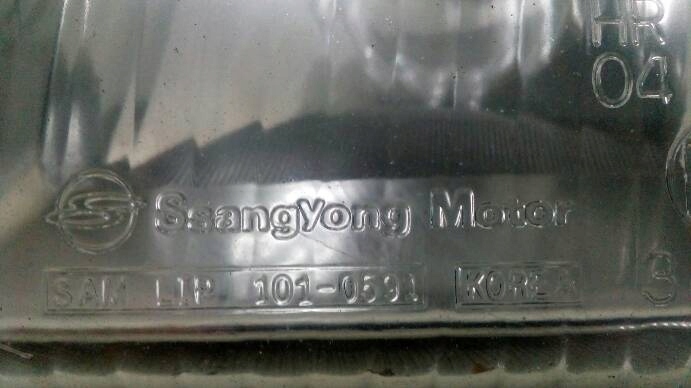 HR
04
SsangYong Motor
SAM LIP 101-0591 KOREA 3